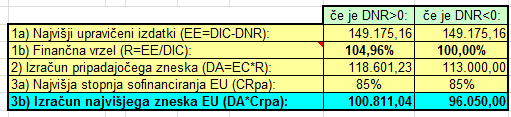 če je DNR>0: če je DNR<0:
1a) Najvišji upravičeni izdatki (EE=DIC-DNR): 149.175,16 149.175,16
1b) Finančna vrzel (R=EE/DIC): 104,96% 100,00%
2) Izračun pripadajočega zneska (DA=EC*R): 118.601,23 113.000,00
3a) Najvišja stopnja sofinanciranja EU (CRpa): 85% 85%
3b) Izračun najvišjega zneska EU (DA*Crpa): 100.811,04 96.050,00